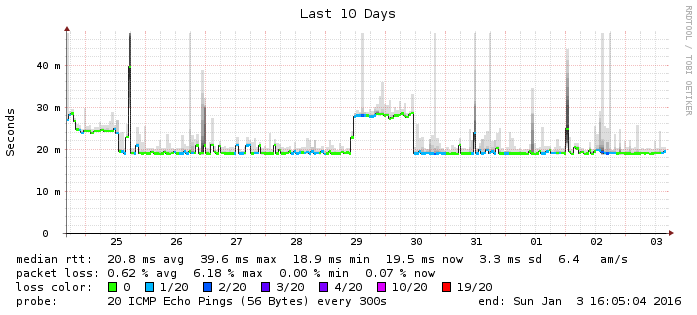 Last 10 Days
RRDTOOL / TOBI OETIKER
Seconds
40 m
30 m
20 m
10 m
0
25 26 27 28 29 30 31 01 02 03
median rtt: 20.8 ms avg 39.6 ms max 18.9 ms min 19.5 ms now 3.3 ms sd 6.4 am/s
packet loss: 0.62 % avg 6.18 % max 0.00 % min 0.07 % now
loss color: 0 1/20 2/20 3/20 4/20 10/20 19/20
probe: 20 ICMP Echo Pings (56 Bytes) every 300s end: Sun Jan 3 16:05:04 2016